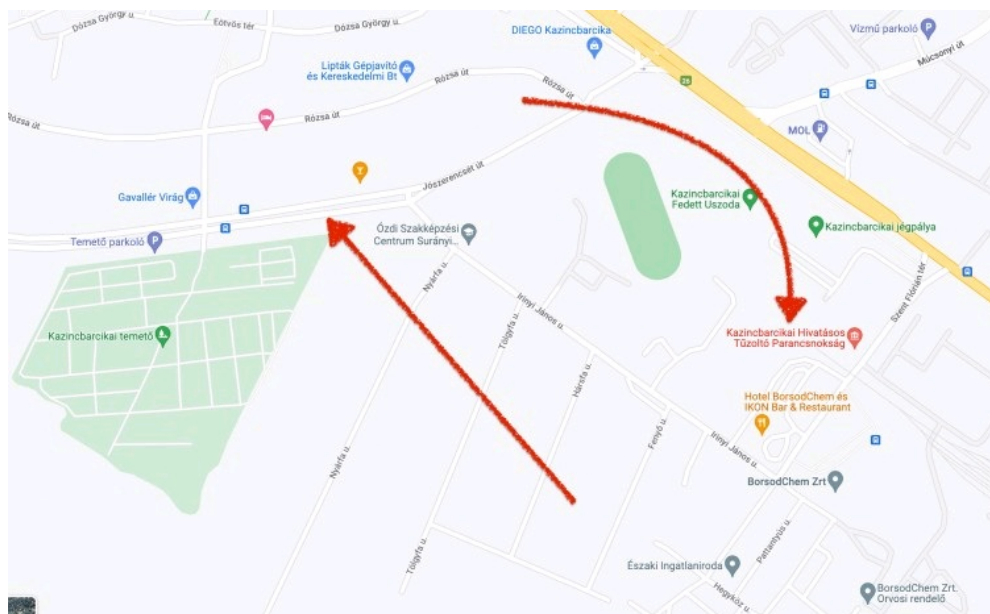 Dózsa György u.
Eötvös tér
Dózsa György u.
DIEGO Kazincbarcika
Vízmű parkoló
Múcsonyi út
Lipták Gépjavító
és Kereskedelmi Bt
Rózsa út
Rózsa út
26
Rózsa út
Rózsa út
MOL
Jószerencsét út
Gavallér Virág
Kazincbarcikai
Fedett Uszoda
Kazincbarcikai jégpálya
Temető parkoló
Ózdi Szakképzési
Centrum Surányi...
Nyárfa u.
Irinyi János u.
Tölgyfa u.
Szent Flórián tér
Kazincbarcikai temető
Kazincbarcikai Hivatásos
Tűzoltó Parancsnokság
Hársfa u.
Hotel BorsodChem és
IKON Bar & Restaurant
Fenyő u.
Irinyi János u.
Nyárfa u.
BorsodChem Zrt
Tölgyfa u.
Pattantyús u.
Északi Ingatlaniroda
Hegyköz u.
BorsodChem Zrt.
Orvosi rendelő